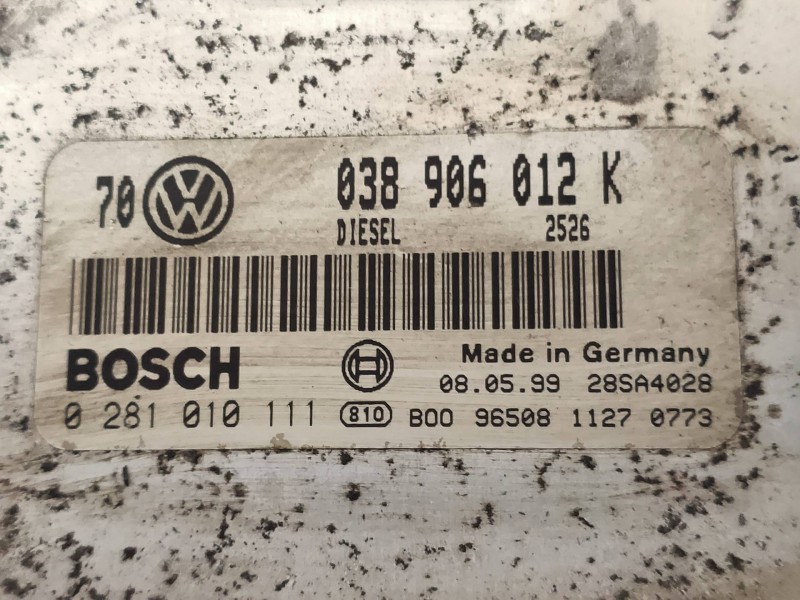 70 VW 038 906 012 K
DIESEL 2526
BOSCH Made in Germany
08.05.99 28SA4028
0 281 010 111 810 B00 96508 1127 0773